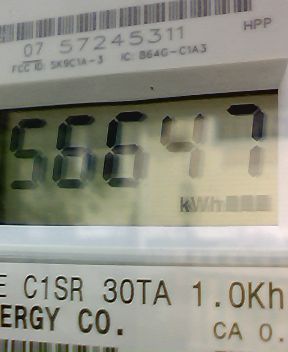 HPP
07 57245311
FCC ID: SK9C1A-3 IC: 864G-C1A3
56647
kWh
E C1SR 30TA 1.0Kh
ERGY CO.
CA 0.